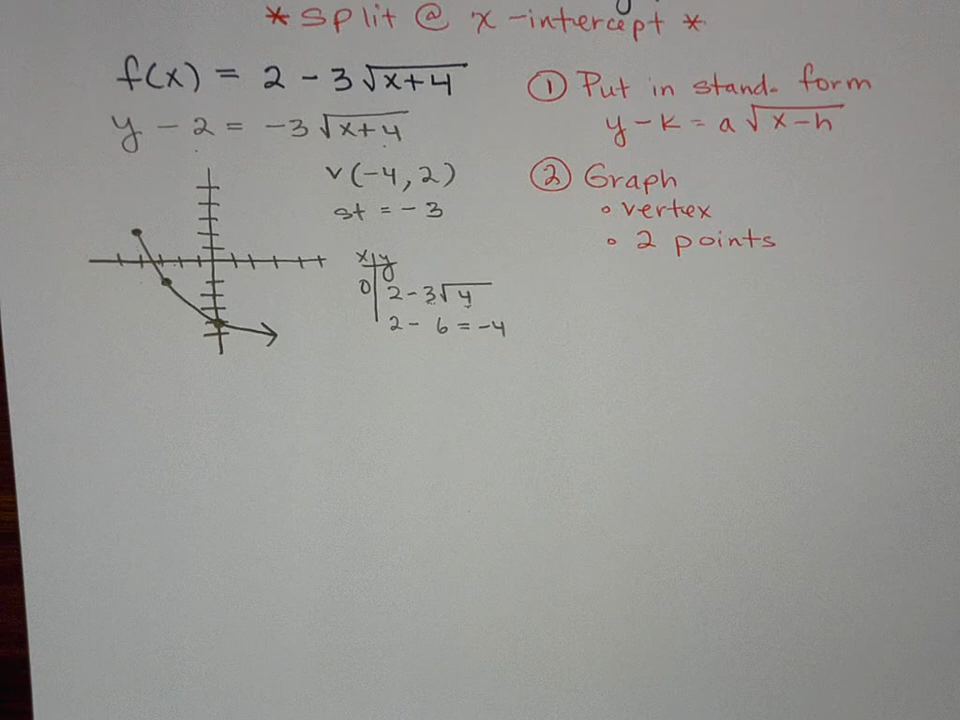 * split @ x-intercept *
f(x) = 2 - 3√x+4
y - 2 = -3√x+4
v(-4, 2)
st = -3
x y
0 2 - 3√4
2 - 6 = -4
① Put in stand. form
y - k = a√x-h
② Graph
• vertex
• 2 points